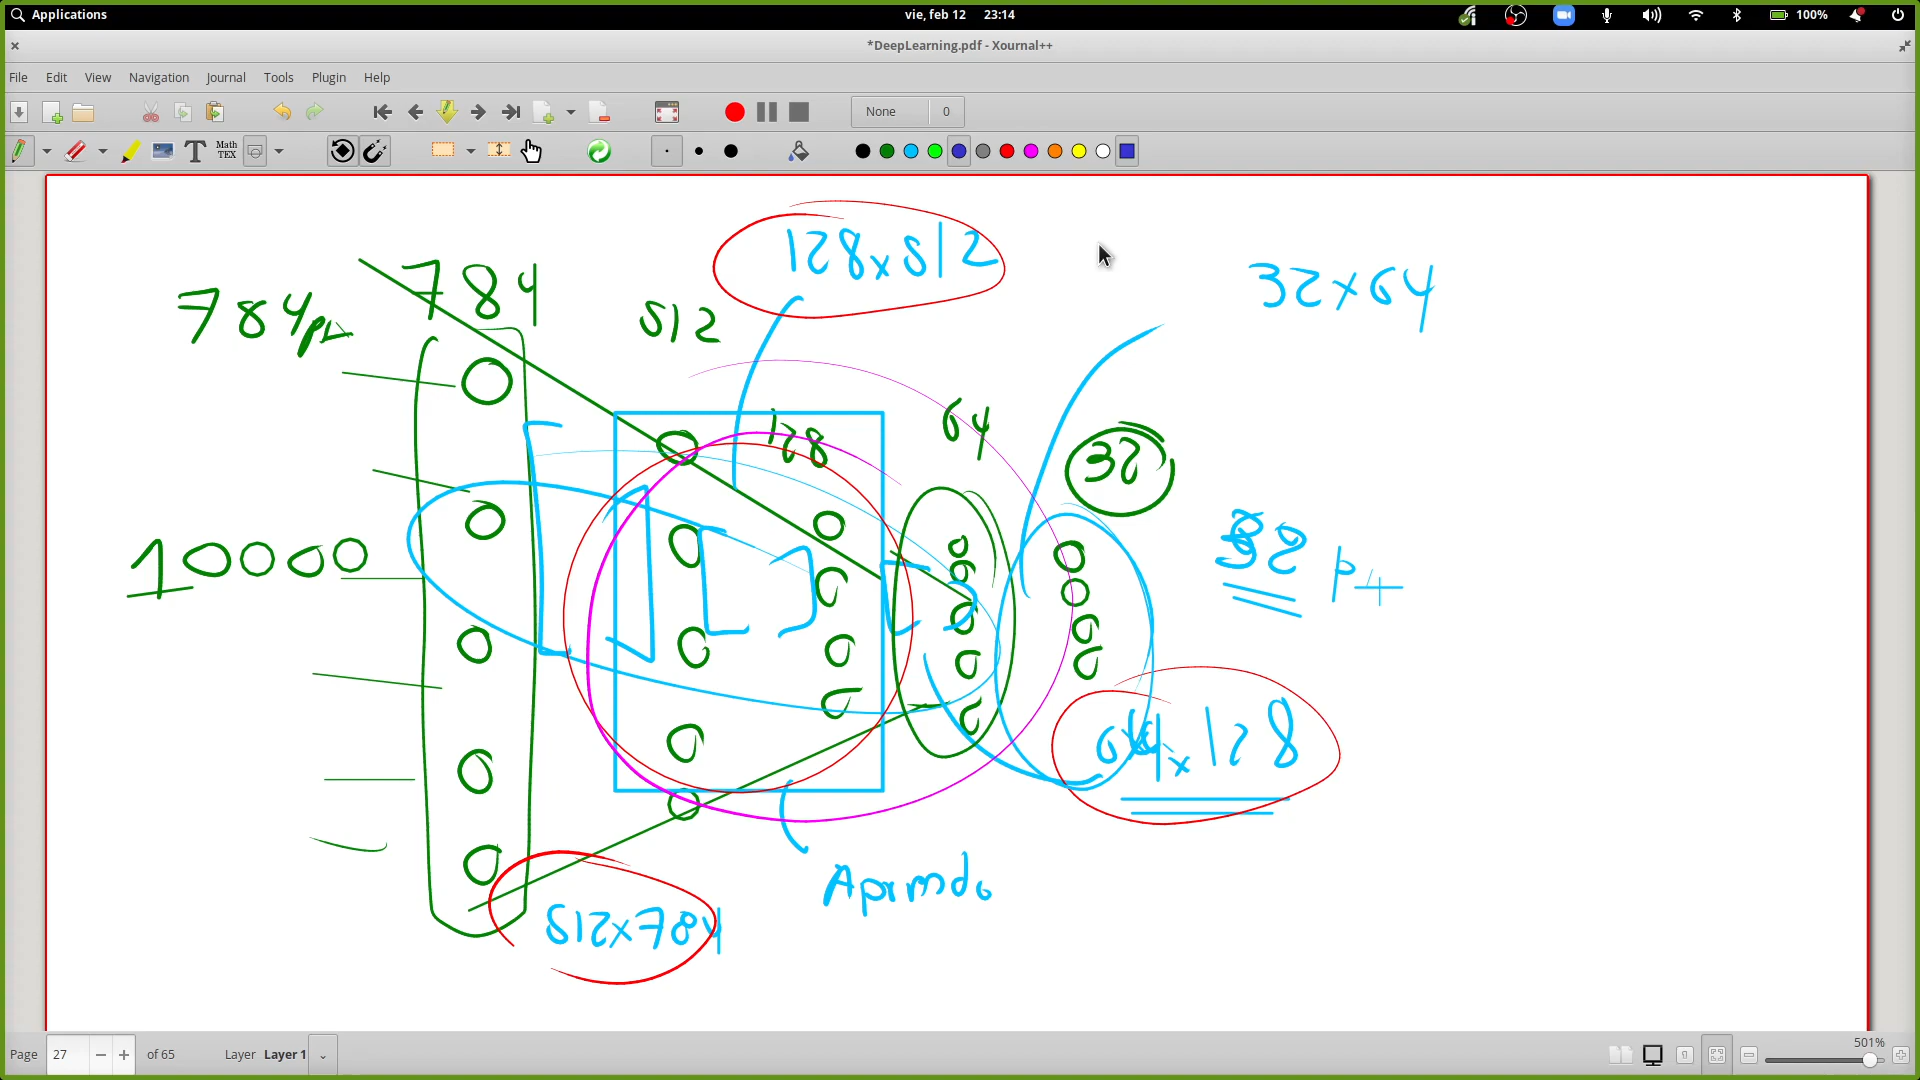 Applications
vie, feb 12 23:14
100%
*DeepLearning.pdf - Xournal++
File Edit View Navigation Journal Tools Plugin Help
None 0
Math TEX
128x512
784
784px
512
32x64
128
64
32
10000
32 px
64x128
Aprendo
512x784
Page 27 of 65 Layer Layer 1
501%